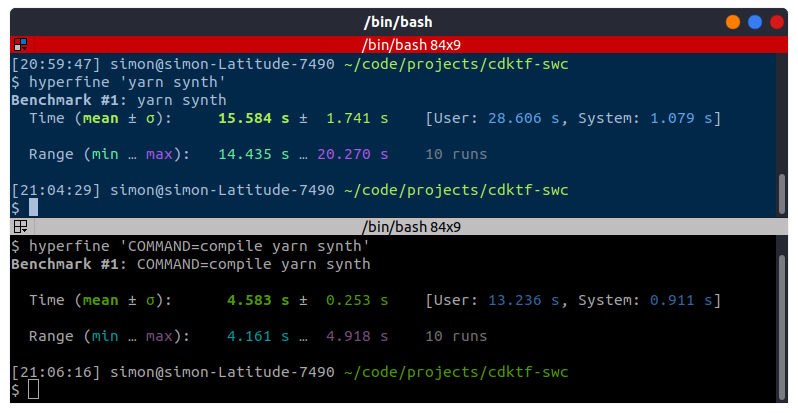 /bin/bash
/bin/bash 84x9
[20:59:47] simon@simon-Latitude-7490 ~/code/projects/cdktf-swc
$ hyperfine 'yarn synth'
Benchmark #1: yarn synth
Time (mean ± σ): 15.584 s ± 1.741 s [User: 28.606 s, System: 1.079 s]
Range (min … max): 14.435 s … 20.270 s 10 runs
[21:04:29] simon@simon-Latitude-7490 ~/code/projects/cdktf-swc
$
/bin/bash 84x9
$ hyperfine 'COMMAND=compile yarn synth'
Benchmark #1: COMMAND=compile yarn synth
Time (mean ± σ): 4.583 s ± 0.253 s [User: 13.236 s, System: 0.911 s]
Range (min … max): 4.161 s … 4.918 s 10 runs
[21:06:16] simon@simon-Latitude-7490 ~/code/projects/cdktf-swc
$